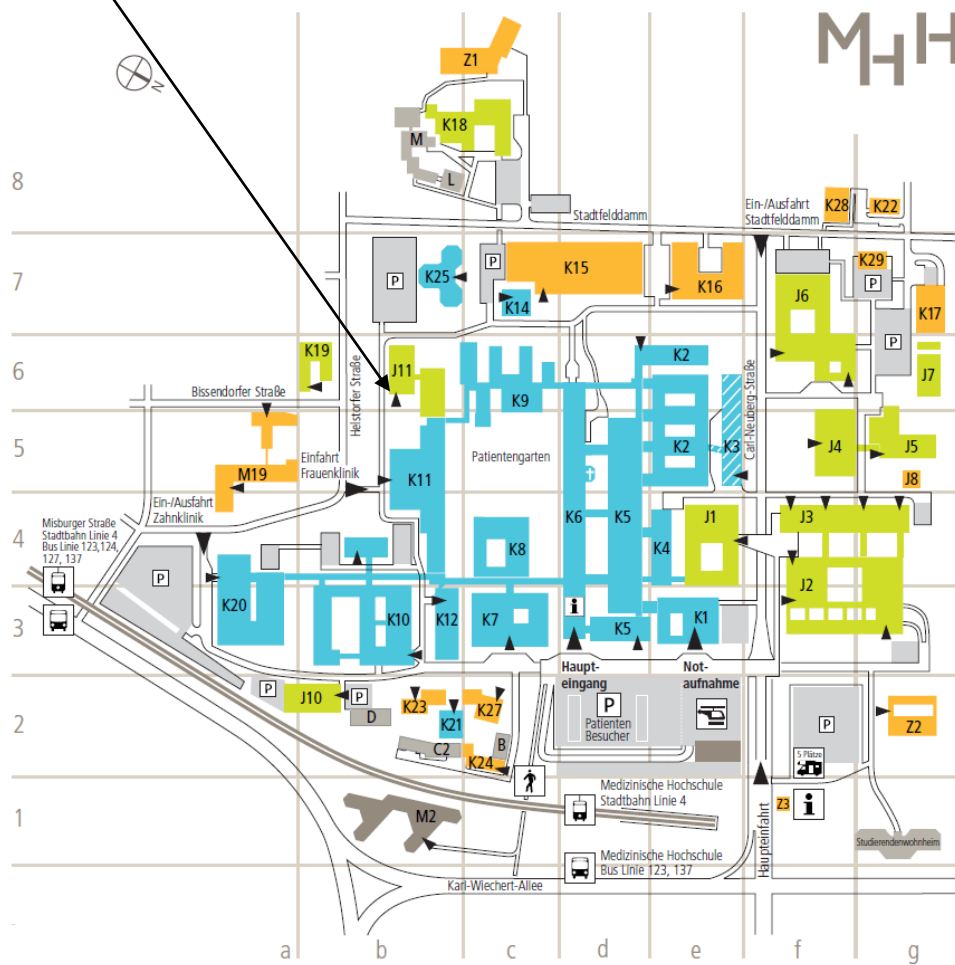 MHH
N
Z1
K18
M
L
8
Stadtfelddamm
Ein-/Ausfahrt
Stadtfelddamm
K28
K22
7
P
K25
P
K15
K14
K16
J6
K29
P
K17
6
K19
Helstorfer Straße
J11
K9
K2
Carl-Neuberg-Straße
P
J7
Bissendorfer Straße
5
M19
Einfahrt
Frauenklinik
K11
Patientengarten
K2
K3
J4
J5
J8
Ein-/Ausfahrt
Zahnklinik
Misburger Straße
Stadtbahn Linie 4
Bus Linie 123,124,
127, 137
4
P
K20
K8
K6
K5
K4
J1
J3
J2
3
K10
K12
K7
i
K5
K1
Haupt-
eingang
Not-
aufnahme
2
P
J10
P
D
K23
K21
K27
C2
B
K24
P
Patienten
Besucher
P
5 Plätze
Z2
1
M2
Medizinische Hochschule
Stadtbahn Linie 4
Haupteinfahrt
Z3
i
Studierendenwohnheim
Medizinische Hochschule
Bus Linie 123, 137
Karl-Wiechert-Allee
a
b
c
d
e
f
g